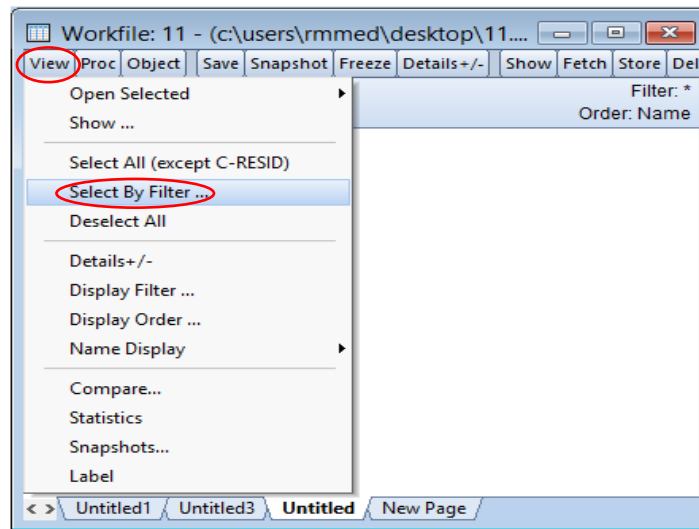 Workfile: 11 - (c:\users\rmmed\desktop\11....
View Proc Object Save Snapshot Freeze Details+/- Show Fetch Store Del
Filter: *
Order: Name
Open Selected
Show ...
Select All (except C-RESID)
Select By Filter ...
Deselect All
Details+/-
Display Filter ...
Display Order ...
Name Display
Compare...
Statistics
Snapshots...
Label
< > Untitled1 Untitled3 Untitled New Page